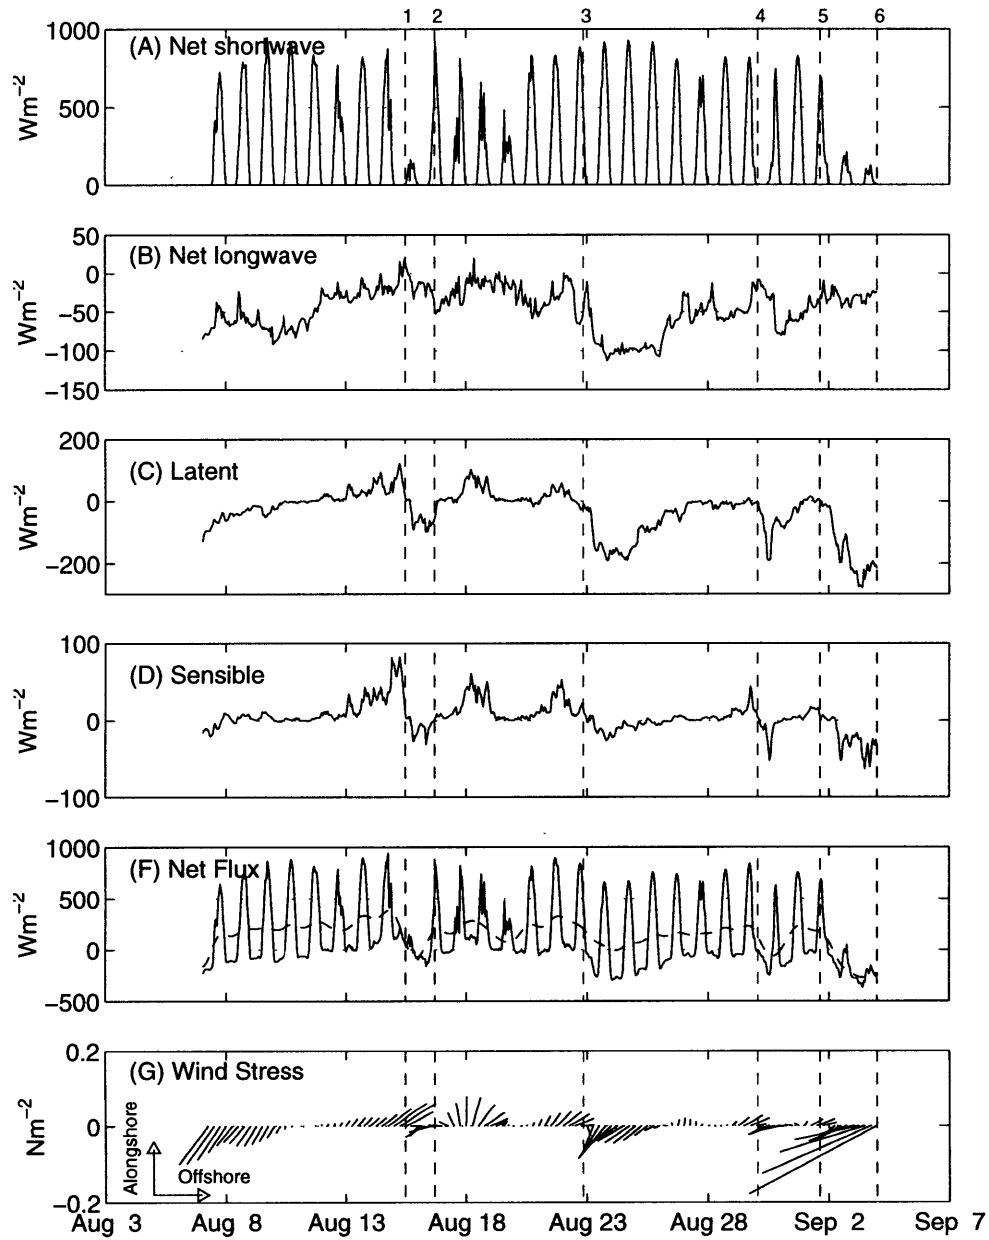 1 2 3 4 5 6
1000
500
0
Wm−2
(A) Net shortwave
50
0
−50
−100
−150
Wm−2
(B) Net longwave
200
0
−200
Wm−2
(C) Latent
100
0
−100
Wm−2
(D) Sensible
1000
500
0
−500
Wm−2
(F) Net Flux
0.2
0
−0.2
Nm−2
(G) Wind Stress
Alongshore
Offshore
Aug 3 Aug 8 Aug 13 Aug 18 Aug 23 Aug 28 Sep 2 Sep 7